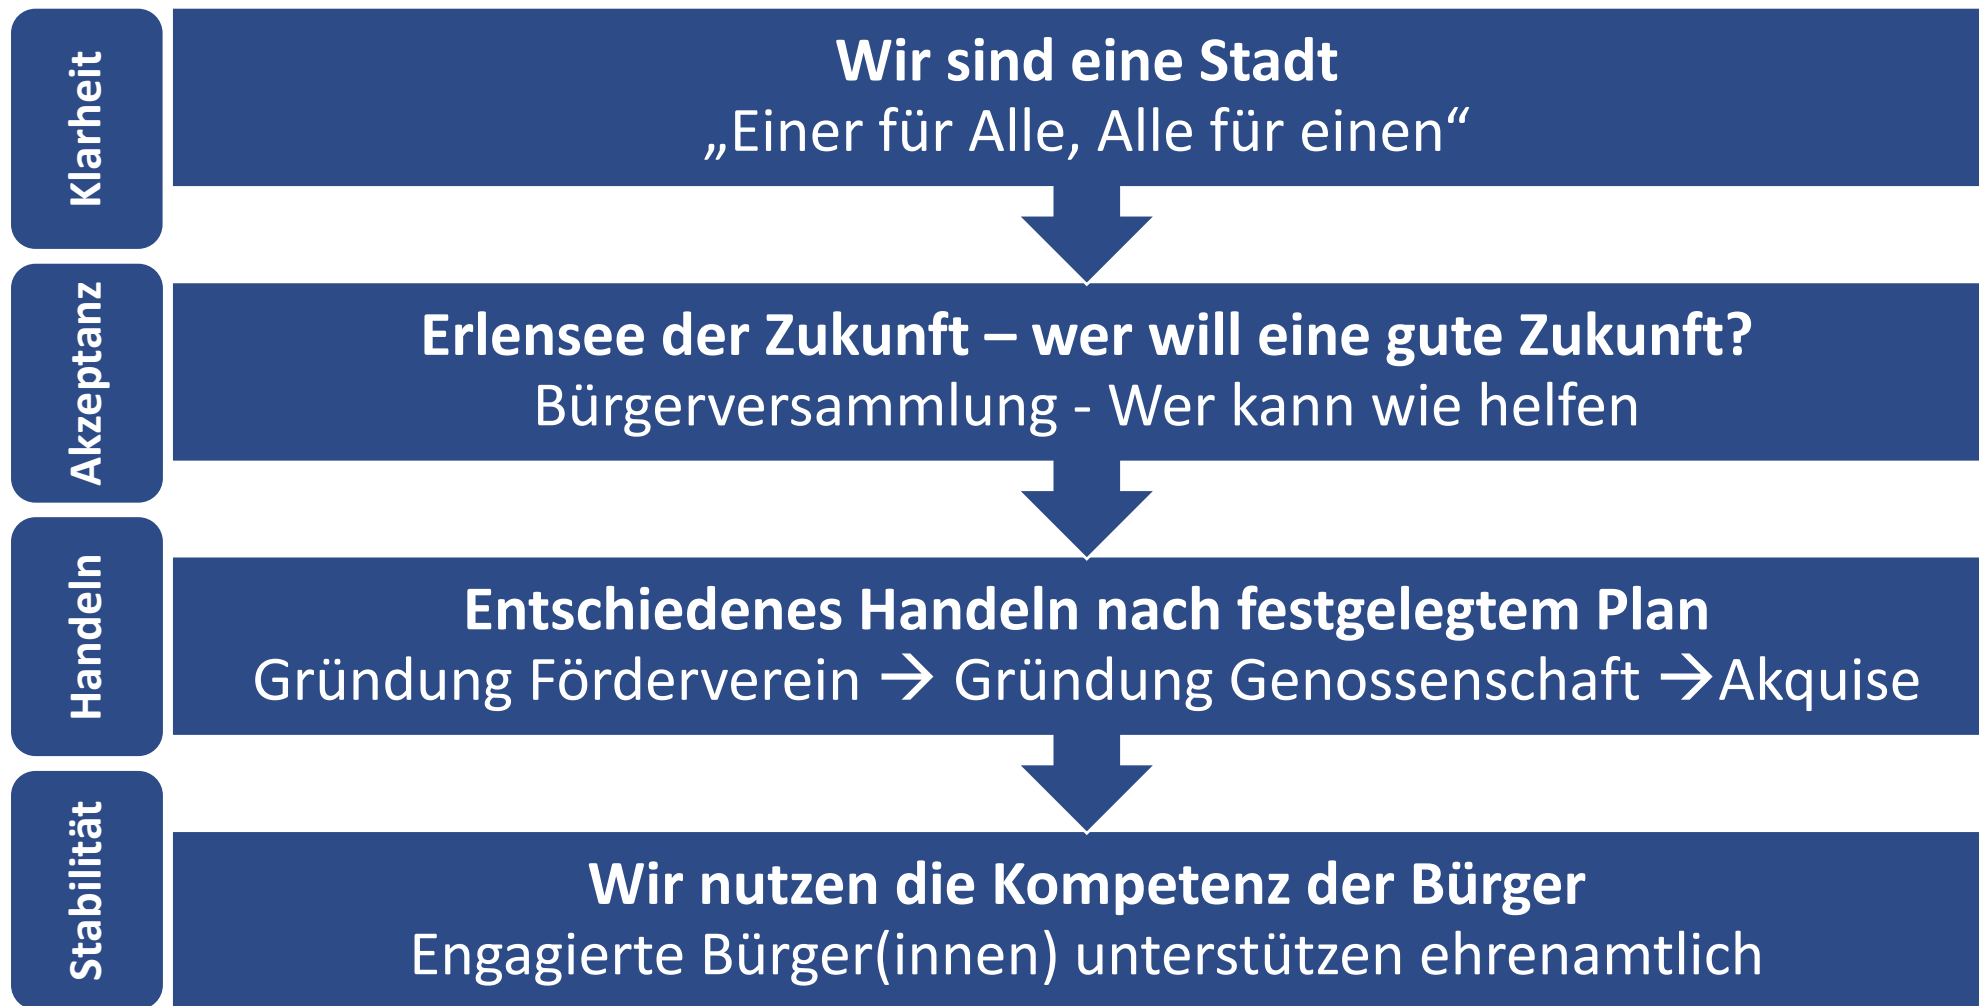 Klarheit
Wir sind eine Stadt
„Einer für Alle, Alle für einen“
Akzeptanz
Erlensee der Zukunft – wer will eine gute Zukunft?
Bürgerversammlung - Wer kann wie helfen
Handeln
Entschiedenes Handeln nach festgelegtem Plan
Gründung Förderverein → Gründung Genossenschaft →Akquise
Stabilität
Wir nutzen die Kompetenz der Bürger
Engagierte Bürger(innen) unterstützen ehrenamtlich